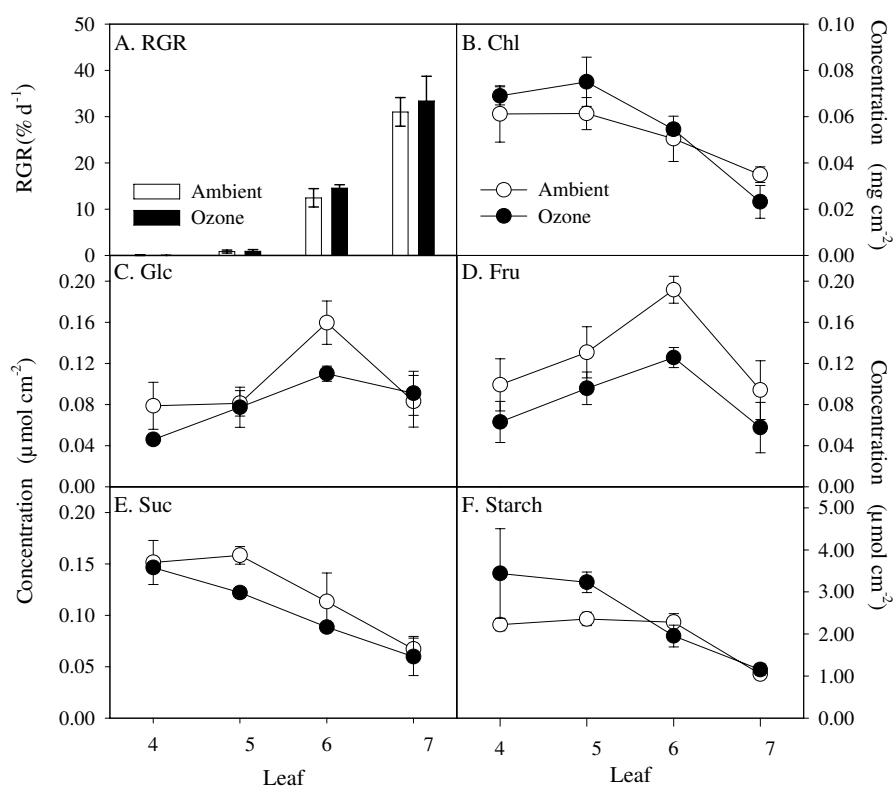 A. RGR
50
40
30
20
10
0
RGR(% d⁻¹)
Ambient
Ozone
B. Chl
0.10
0.08
0.06
0.04
0.02
0.00
Concentration (mg cm⁻²)
Ambient
Ozone
C. Glc
0.20
0.16
0.12
0.08
0.04
0.00
Concentration (µmol cm⁻²)
D. Fru
0.20
0.16
0.12
0.08
0.04
0.00
Concentration (µmol cm⁻²)
E. Suc
0.20
0.15
0.10
0.05
0.00
4 5 6 7
Leaf
F. Starch
5.00
4.00
3.00
2.00
1.00
0.00
4 5 6 7
Leaf